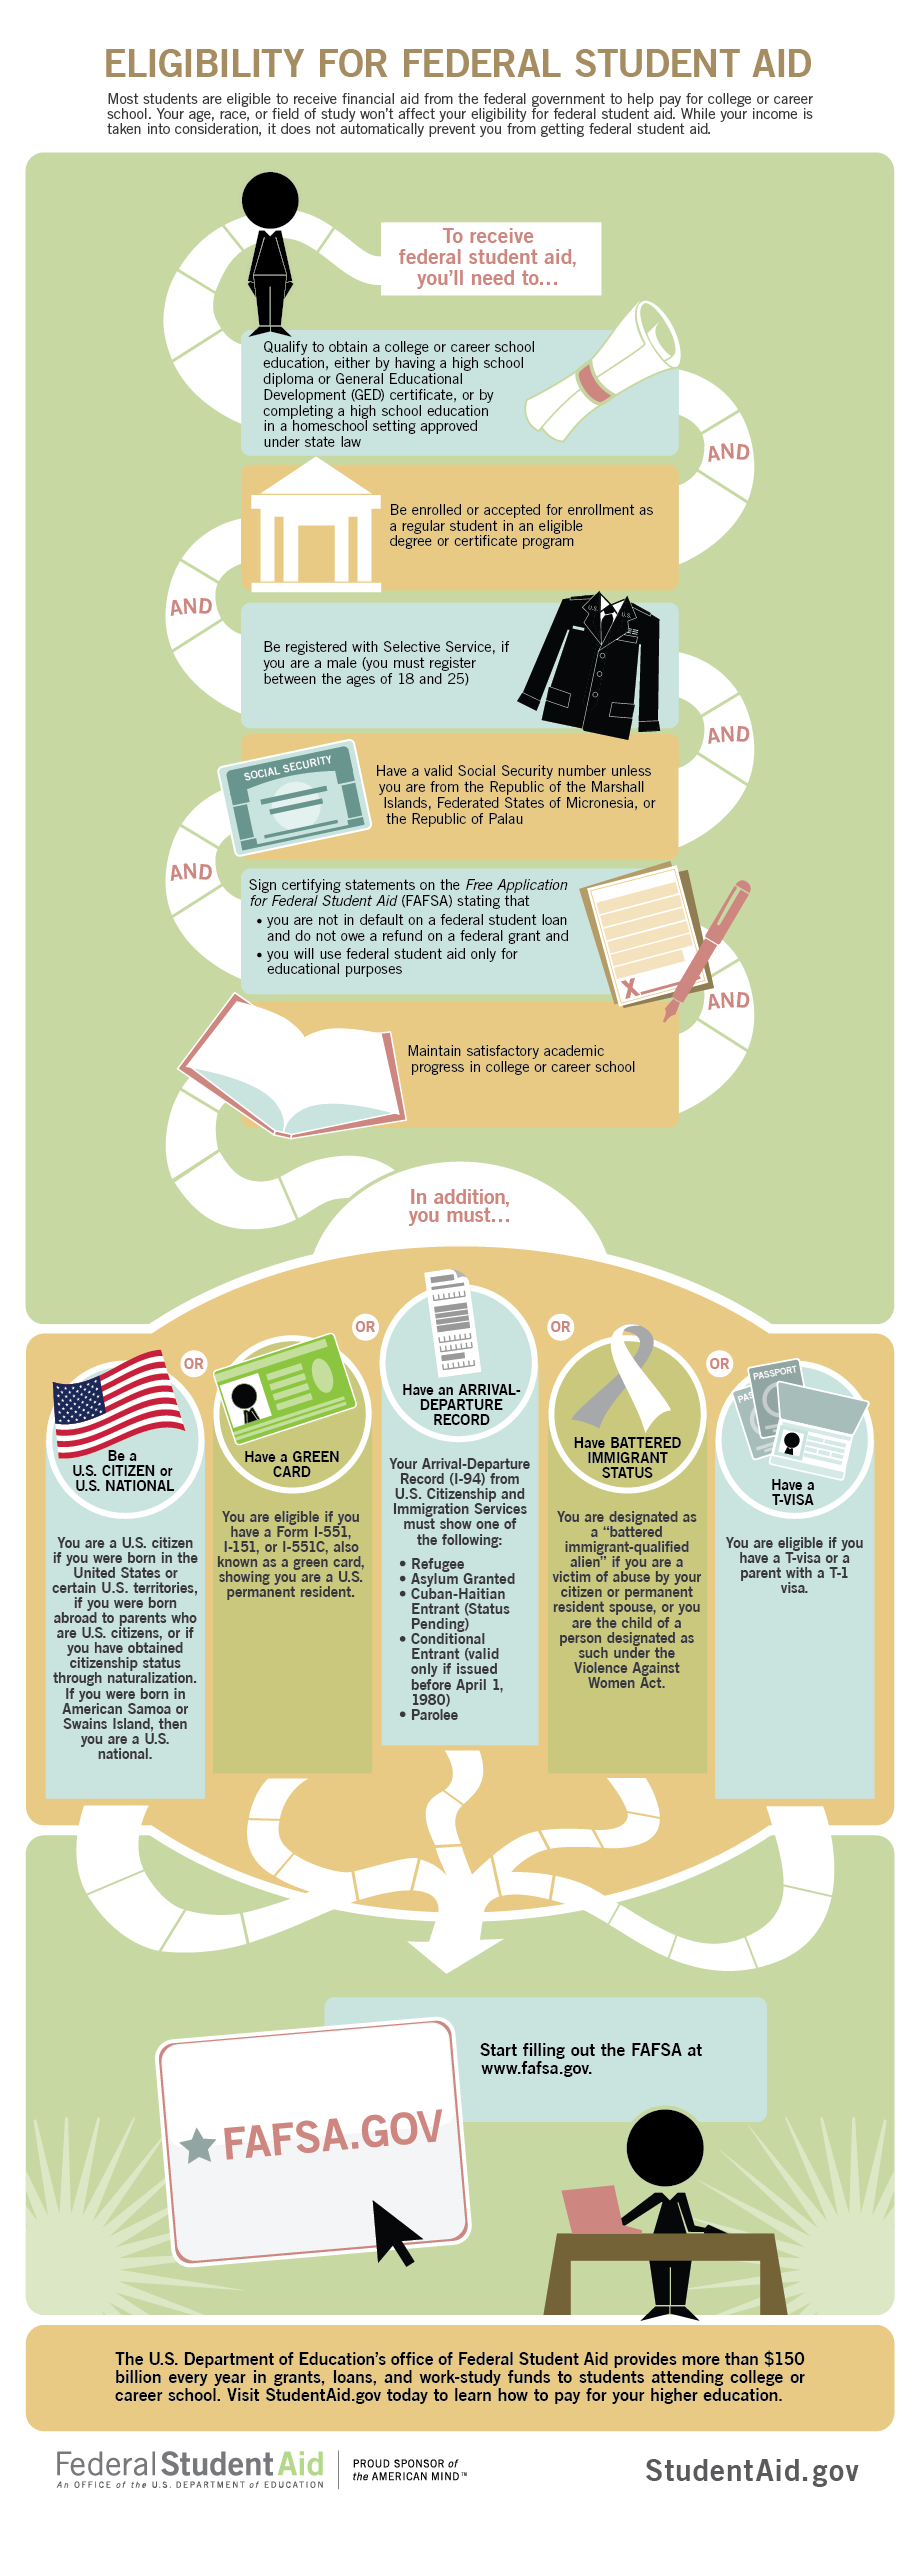 ELIGIBILITY FOR FEDERAL STUDENT AID
Most students are eligible to receive financial aid from the federal government to help pay for college or career
school. Your age, race, or field of study won't affect your eligibility for federal student aid. While your income is
taken into consideration, it does not automatically prevent you from getting federal student aid.
To receive
federal student aid,
you'll need to...
Qualify to obtain a college or career school
education, either by having a high school
diploma or General Educational
Development (GED) certificate, or by
completing a high school education
in a homeschool setting approved
under state law
AND
Be enrolled or accepted for enrollment as
a regular student in an eligible
degree or certificate program
AND
U.S.
U.S.
Be registered with Selective Service, if
you are a male (you must register
between the ages of 18 and 25)
AND
SOCIAL SECURITY
Have a valid Social Security number unless
you are from the Republic of the Marshall
Islands, Federated States of Micronesia, or
the Republic of Palau
AND
Sign certifying statements on the Free Application
for Federal Student Aid (FAFSA) stating that
• you are not in default on a federal student loan
and do not owe a refund on a federal grant and
• you will use federal student aid only for
educational purposes
X
AND
Maintain satisfactory academic
progress in college or career school
In addition,
you must...
OR
OR
OR
OR
Be a
U.S. CITIZEN or
U.S. NATIONAL
You are a U.S. citizen
if you were born in the
United States or
certain U.S. territories,
if you were born
abroad to parents who
are U.S. citizens, or if
you have obtained
citizenship status
through naturalization.
If you were born in
American Samoa or
Swains Island, then
you are a U.S.
national.
Have a GREEN
CARD
You are eligible if you
have a Form I-551,
I-151, or I-551C, also
known as a green card,
showing you are a U.S.
permanent resident.
Have an ARRIVAL-
DEPARTURE
RECORD
Your Arrival-Departure
Record (I-94) from
U.S. Citizenship and
Immigration Services
must show one of
the following:
• Refugee
• Asylum Granted
• Cuban-Haitian
Entrant (Status
Pending)
• Conditional
Entrant (valid
only if issued
before April 1,
1980)
• Parolee
Have BATTERED
IMMIGRANT
STATUS
You are designated as
a “battered
immigrant-qualified
alien” if you are a
victim of abuse by your
citizen or permanent
resident spouse, or you
are the child of a
person designated as
such under the
Violence Against
Women Act.
PASSPORT
PAS
Have a
T-VISA
You are eligible if you
have a T-visa or a
parent with a T-1
visa.
Start filling out the FAFSA at
www.fafsa.gov.
FAFSA.GOV
The U.S. Department of Education's office of Federal Student Aid provides more than $150
billion every year in grants, loans, and work-study funds to students attending college or
career school. Visit StudentAid.gov today to learn how to pay for your higher education.
Federal Student Aid
An OFFICE of the U.S. DEPARTMENT of EDUCATION
PROUD SPONSOR of
the AMERICAN MIND™
StudentAid.gov